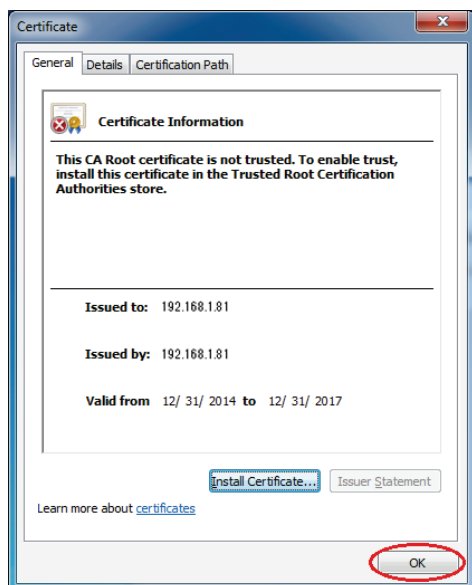 Certificate
General Details Certification Path
Certificate Information
This CA Root certificate is not trusted. To enable trust,
install this certificate in the Trusted Root Certification
Authorities store.
Issued to: 192.168.1.81
Issued by: 192.168.1.81
Valid from 12/ 31/ 2014 to 12/ 31/ 2017
Install Certificate... Issuer Statement
Learn more about certificates
OK